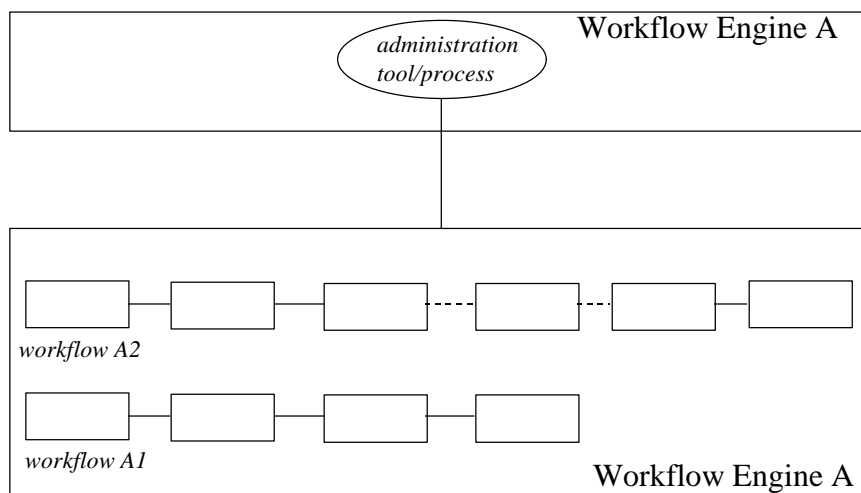 Workflow Engine A
administration
tool/process
workflow A2
workflow A1
Workflow Engine A